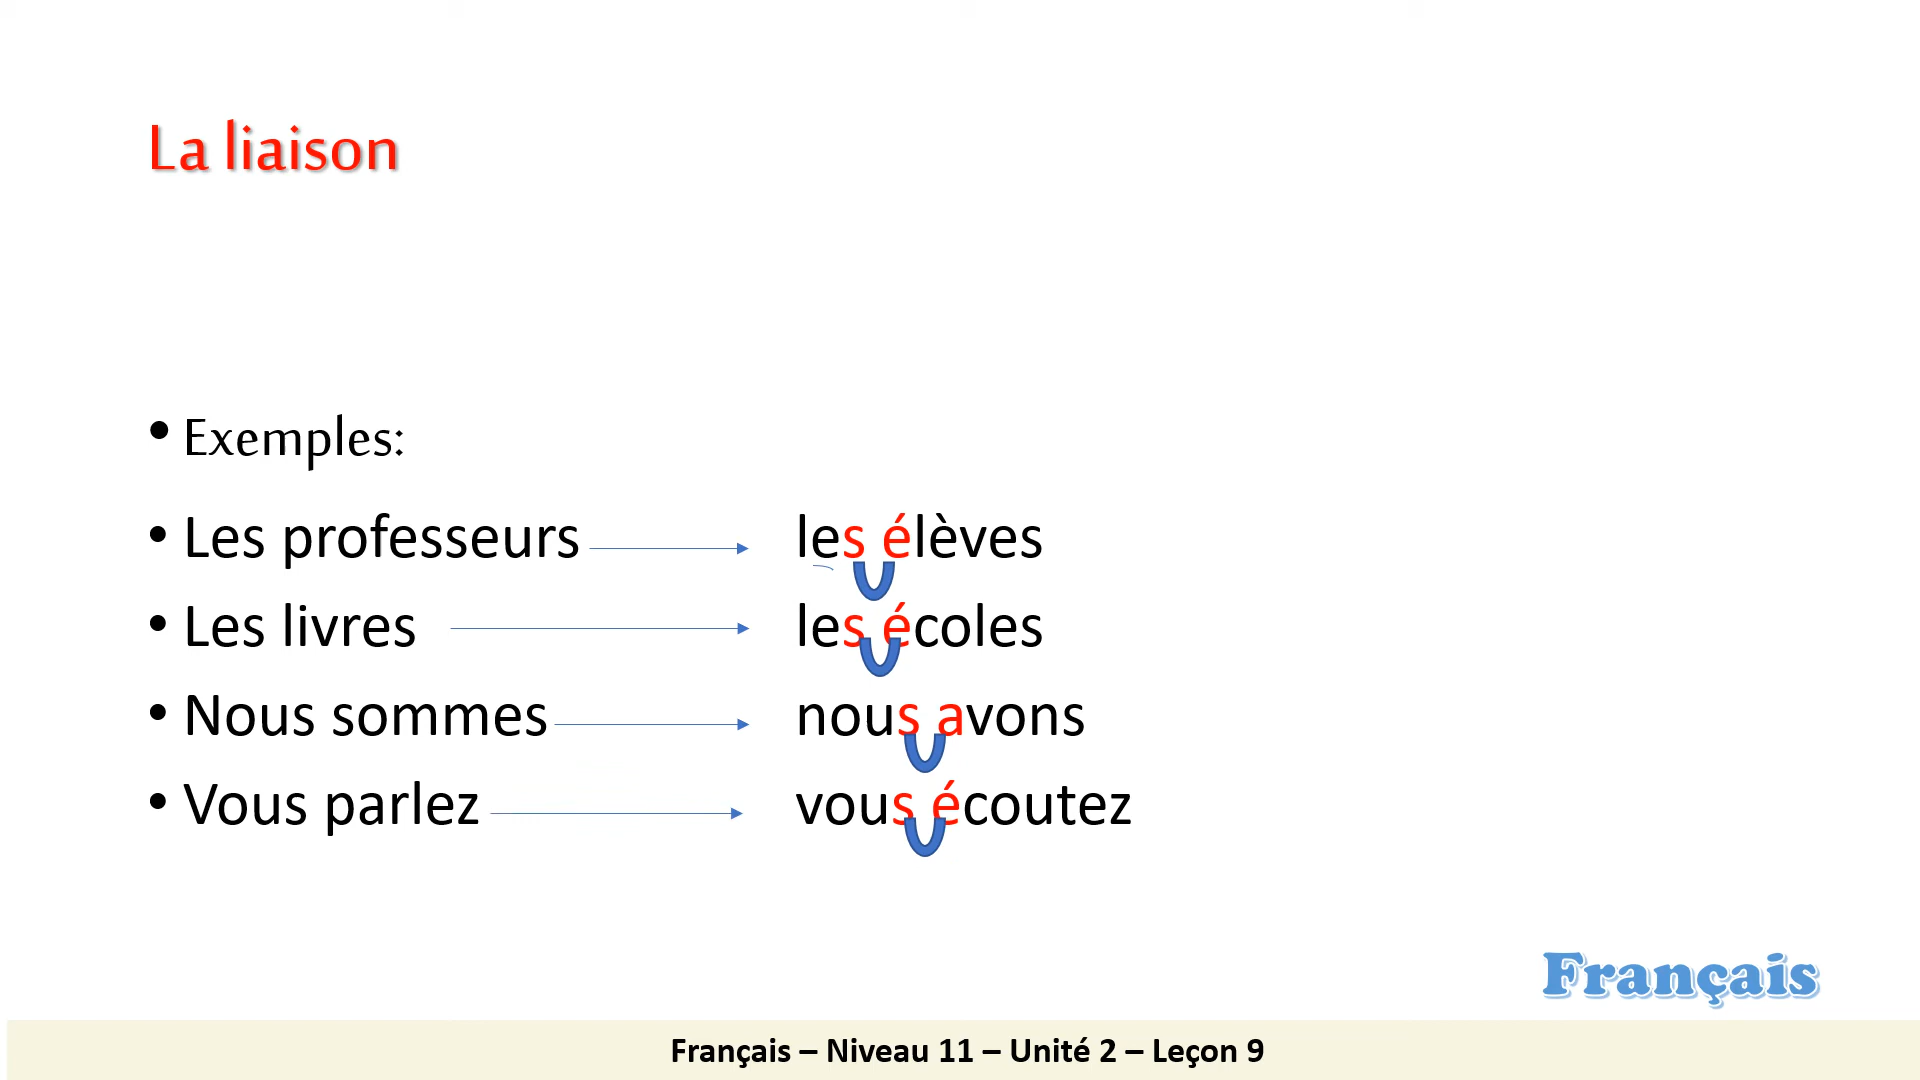 La liaison
• Exemples:
• Les professeurs les élèves
• Les livres les écoles
• Nous sommes nous avons
• Vous parlez vous écoutez
Français
Français – Niveau 11 – Unité 2 – Leçon 9